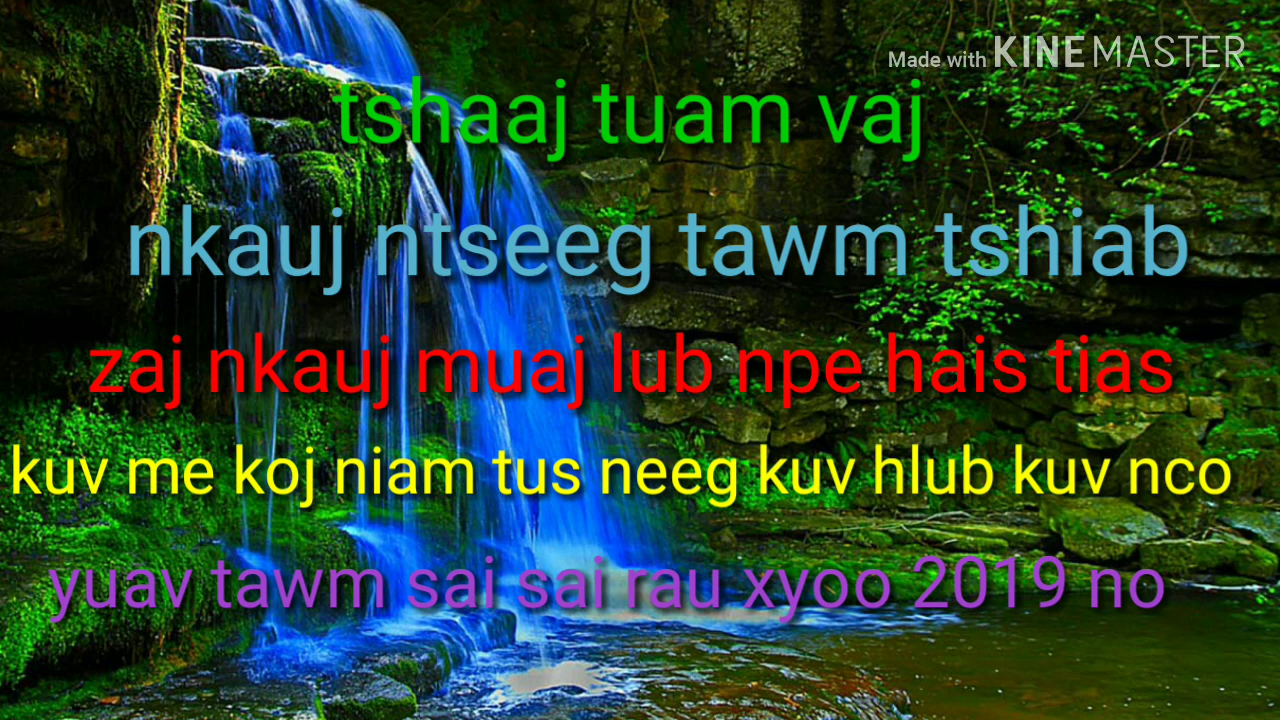 Made with KINEMASTER
tshaaj tuam vaj
nkauj ntseeg tawm tshiab
zaj nkauj muaj lub npe hais tias
kuv me koj niam tus neeg kuv hlub kuv nco
yuav tawm sai sai rau xyoo 2019 no